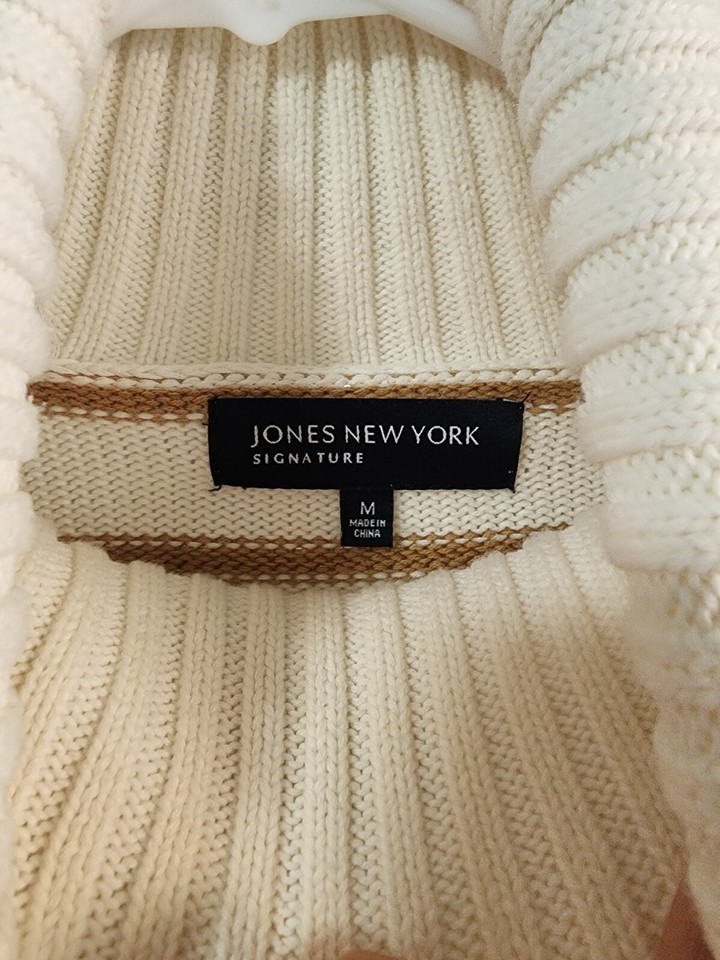 JONES NEW YORK
SIGNATURE
M
MADE IN
CHINA